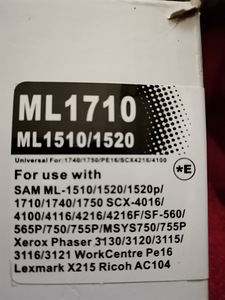 ML1710
ML1510/1520
Universal For:1740/1750/PE16/SCX4216/4100
*E
For use with
SAM ML-1510/1520/1520p/
1710/1740/1750 SCX-4016/
4100/4116/4216/4216F/SF-560/
565P/750/755P/MSYS750/755P
Xerox Phaser 3130/3120/3115/
3116/3121 WorkCentre Pe16
Lexmark X215 Ricoh AC104